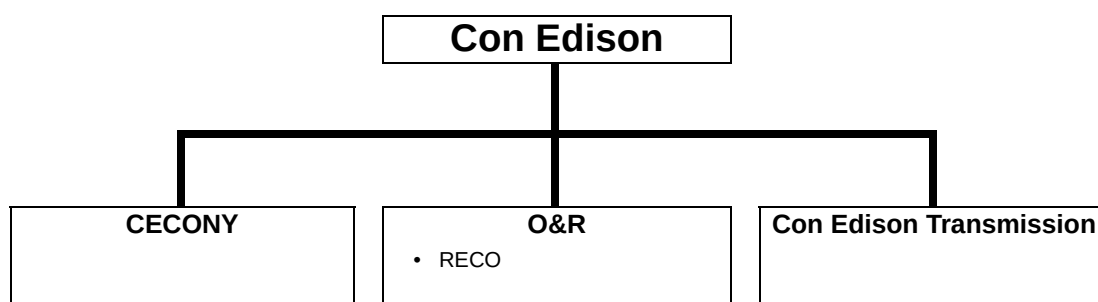 Con Edison
CECONY
O&R
• RECO
Con Edison Transmission